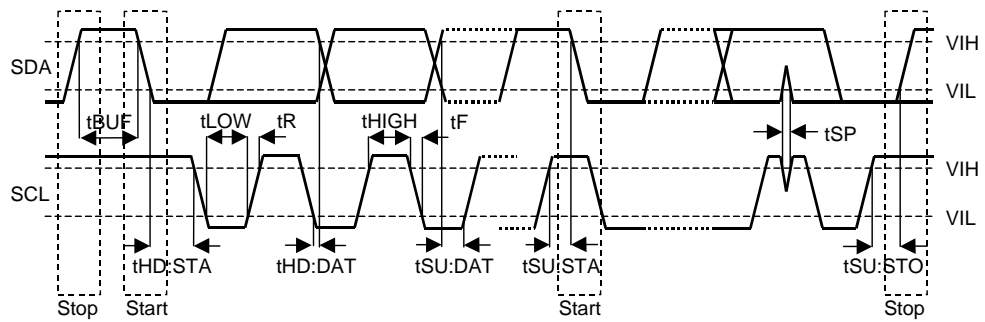 VIH
SDA
VIL
tBUF tLOW tR tHIGH tF tSP
VIH
SCL
VIL
tHD:STA tHD:DAT tSU:DAT tSU:STA tSU:STO
Stop Start Start Stop